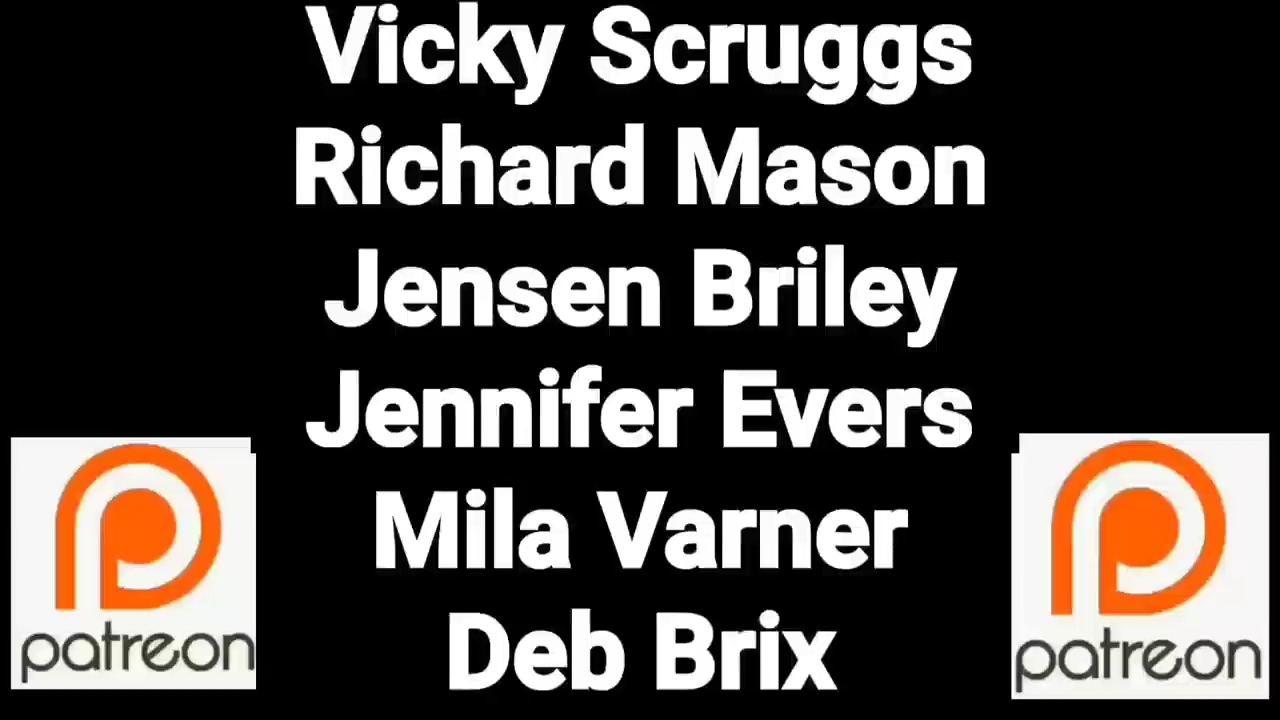 Vicky Scruggs
Richard Mason
Jensen Briley
Jennifer Evers
Mila Varner
Deb Brix
patreon
patreon